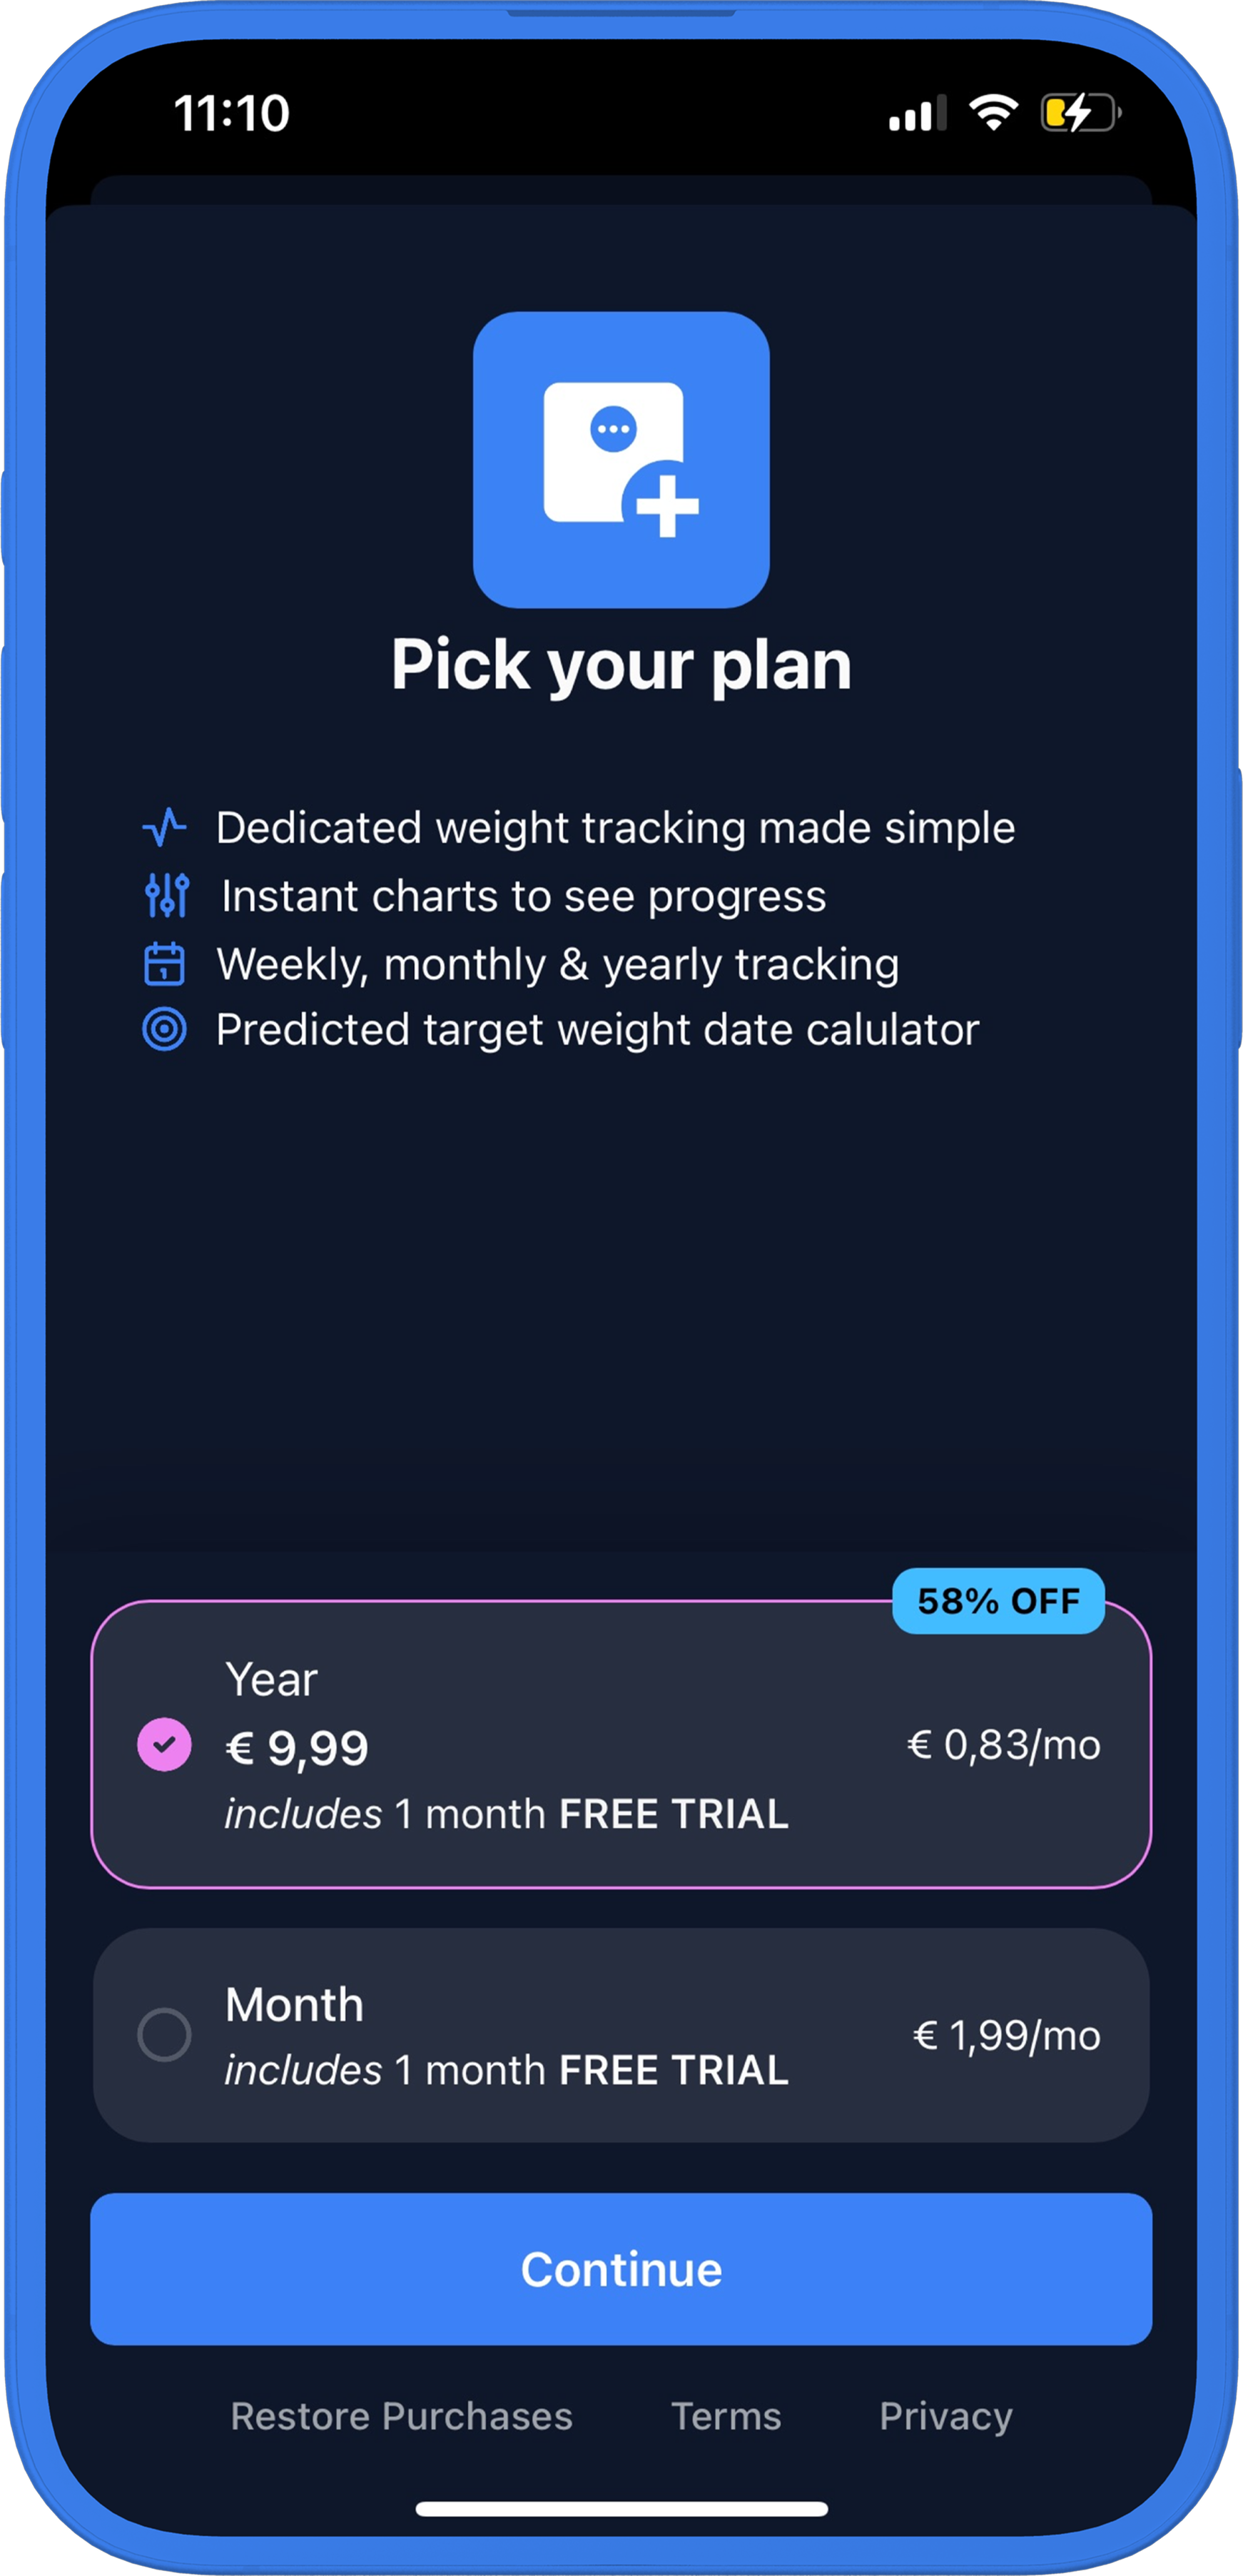 11:10
Pick your plan
Dedicated weight tracking made simple
Instant charts to see progress
Weekly, monthly & yearly tracking
Predicted target weight date calulator
58% OFF
Year
€ 9,99
€ 0,83/mo
includes 1 month FREE TRIAL
Month
€ 1,99/mo
includes 1 month FREE TRIAL
Continue
Restore Purchases Terms Privacy